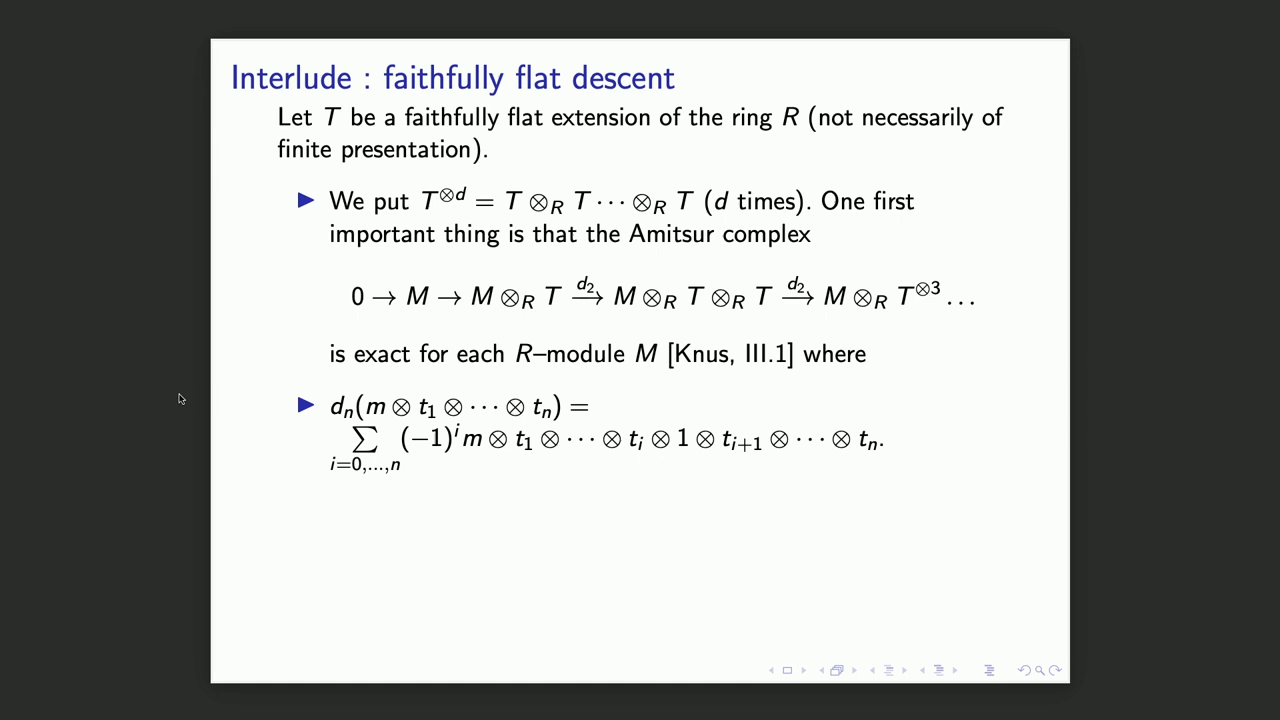 Interlude : faithfully flat descent
Let T be a faithfully flat extension of the ring R (not necessarily of
finite presentation).
▶ We put T^{⊗d} = T ⊗_R T ··· ⊗_R T (d times). One first
important thing is that the Amitsur complex
0 → M → M ⊗_R T \xrightarrow{d_2} M ⊗_R T ⊗_R T \xrightarrow{d_2} M ⊗_R T^{⊗3} ...
is exact for each R–module M [Knus, III.1] where
▶ d_n(m ⊗ t_1 ⊗ ··· ⊗ t_n) =
\sum_{i=0,...,n} (−1)^i m ⊗ t_1 ⊗ ··· ⊗ t_i ⊗ 1 ⊗ t_{i+1} ⊗ ··· ⊗ t_n.